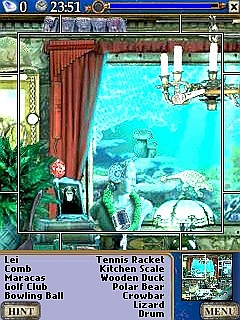 0 23:51
Lei Tennis Racket
Comb Kitchen Scale
Maracas Wooden Duck
Golf Club Polar Bear
Bowling Ball Crowbar
Lizard
Drum
HINT MENU